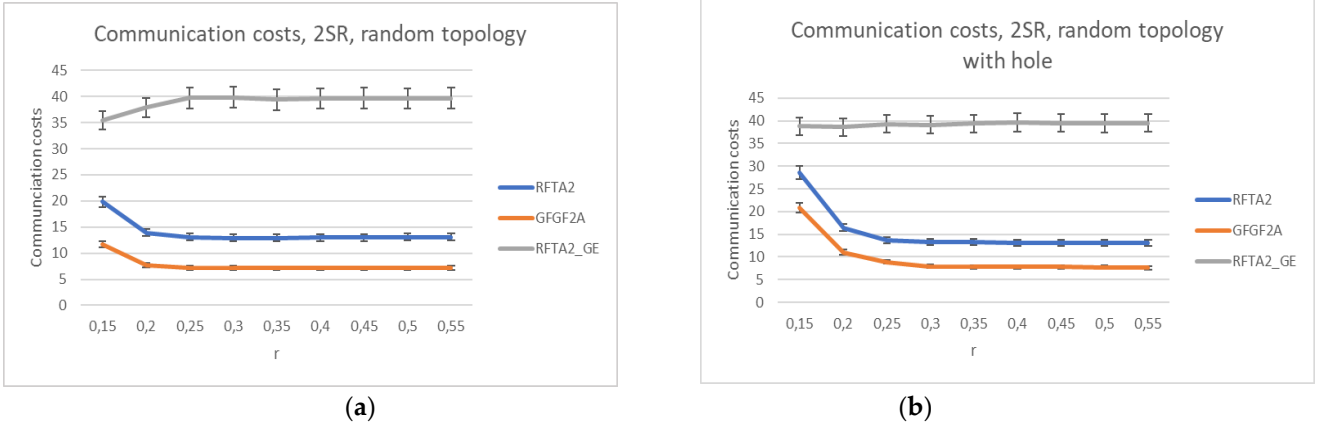 Communication costs, 2SR, random topology
45
40
35
30
25
20
15
10
5
0
Communciation costs
0,15 0,2 0,25 0,3 0,35 0,4 0,45 0,5 0,55
r
RFTA2
GFGF2A
RFTA2_GE
(a)
Communication costs, 2SR, random topology
with hole
45
40
35
30
25
20
15
10
5
0
Communication costs
0,15 0,2 0,25 0,3 0,35 0,4 0,45 0,5 0,55
r
RFTA2
GFGF2A
RFTA2_GE
(b)